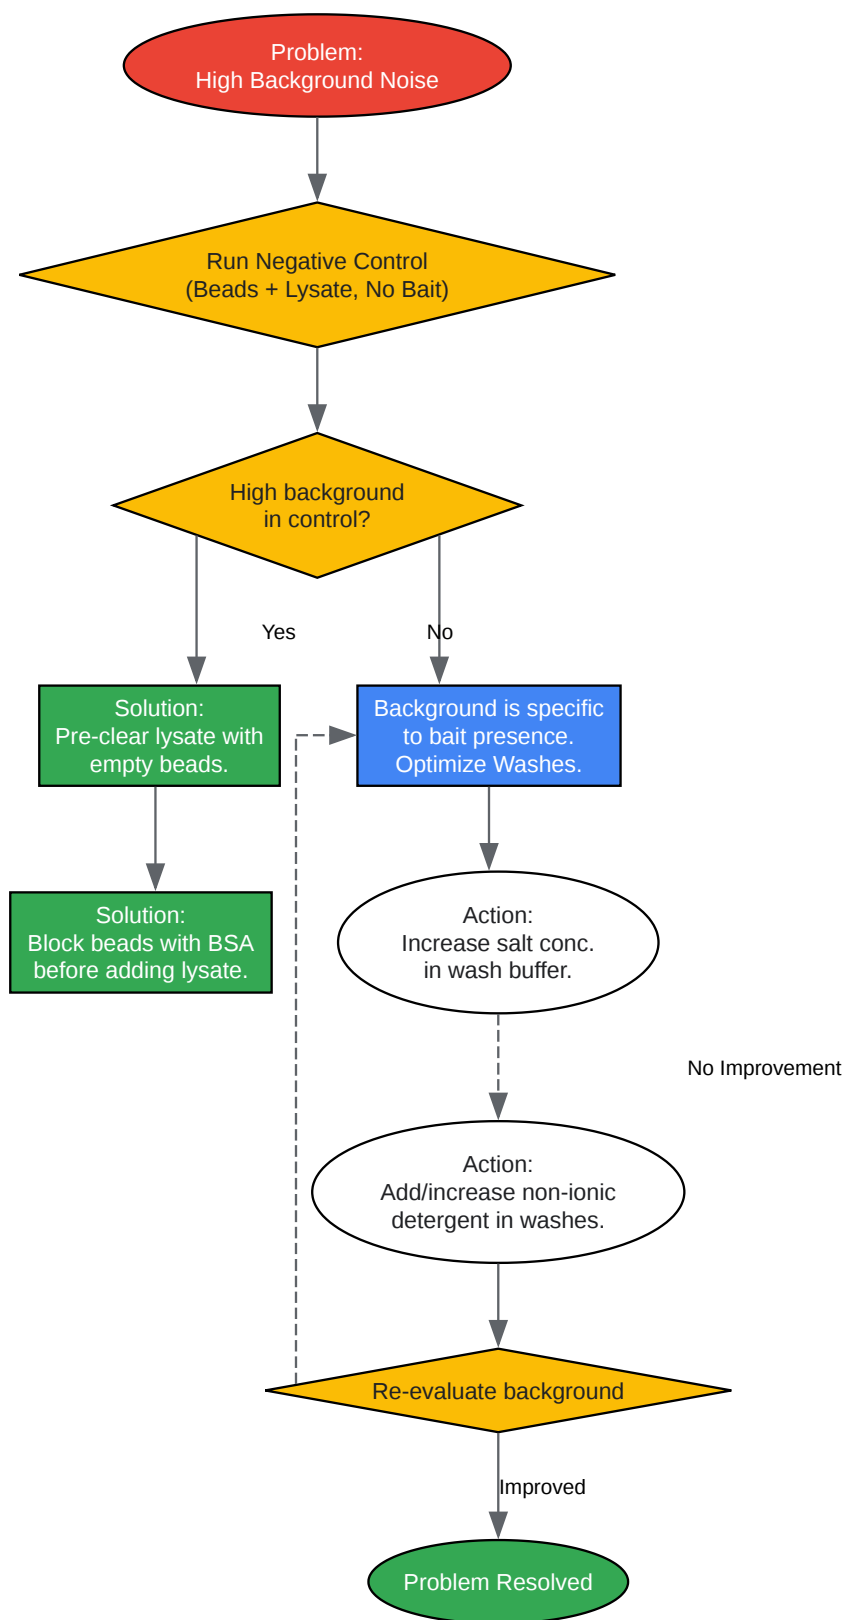 Problem:
High Background Noise
Run Negative Control
(Beads + Lysate, No Bait)
High background
in control?
Yes
No
Solution:
Pre-clear lysate with
empty beads.
Background is specific
to bait presence.
Optimize Washes.
Solution:
Block beads with BSA
before adding lysate.
Action:
Increase salt conc.
in wash buffer.
No Improvement
Action:
Add/increase non-ionic
detergent in washes.
Re-evaluate background
Improved
Problem Resolved